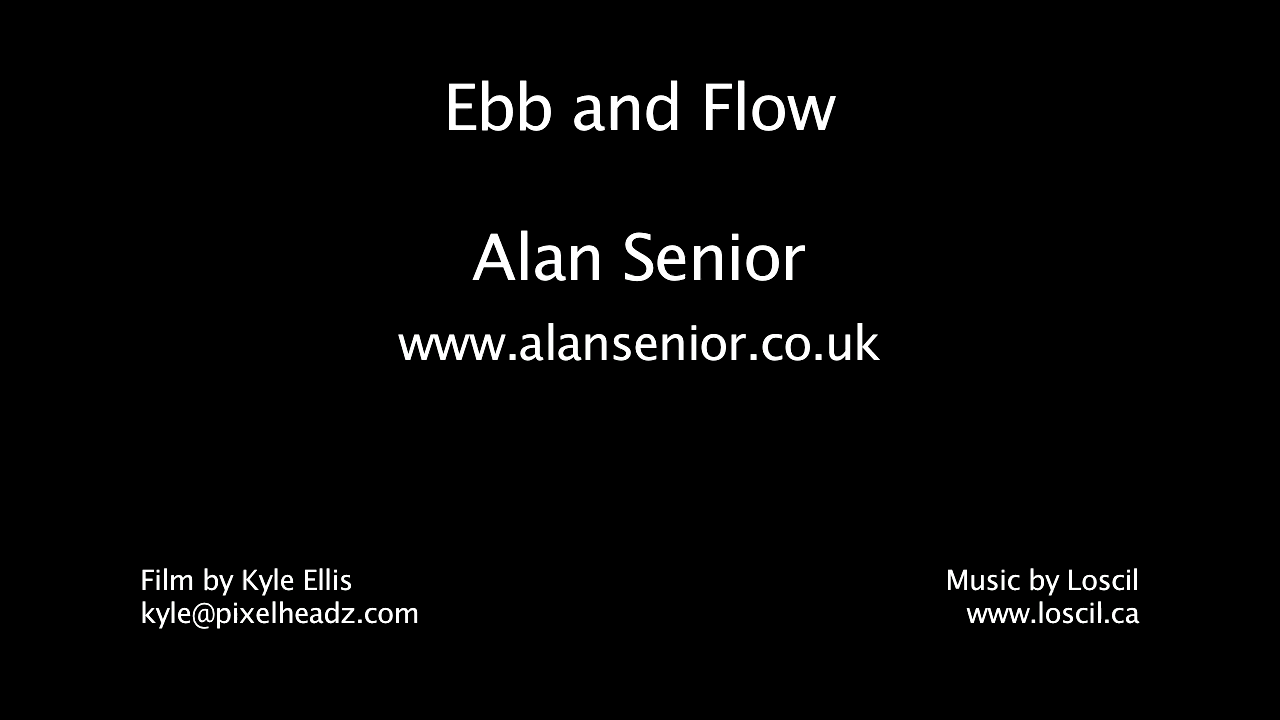 Ebb and Flow
Alan Senior
www.alansenior.co.uk
Film by Kyle Ellis
kyle@pixelheadz.com
Music by Loscil
www.loscil.ca